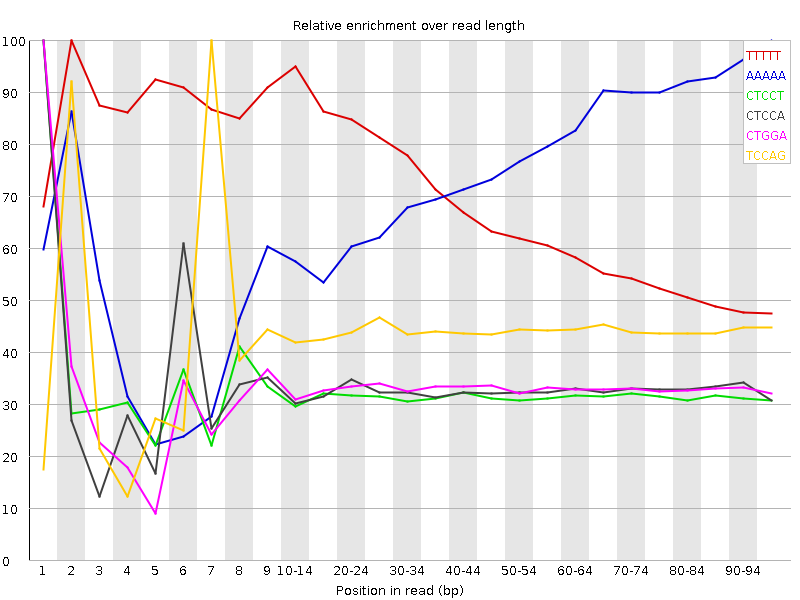 Relative enrichment over read length
100
90
80
70
60
50
40
30
20
10
0
TTTTT
AAAAA
CTCCT
CTCCA
CTGGA
TCCAG
1 2 3 4 5 6 7 8 9 10-14 20-24 30-34 40-44 50-54 60-64 70-74 80-84 90-94
Position in read (bp)